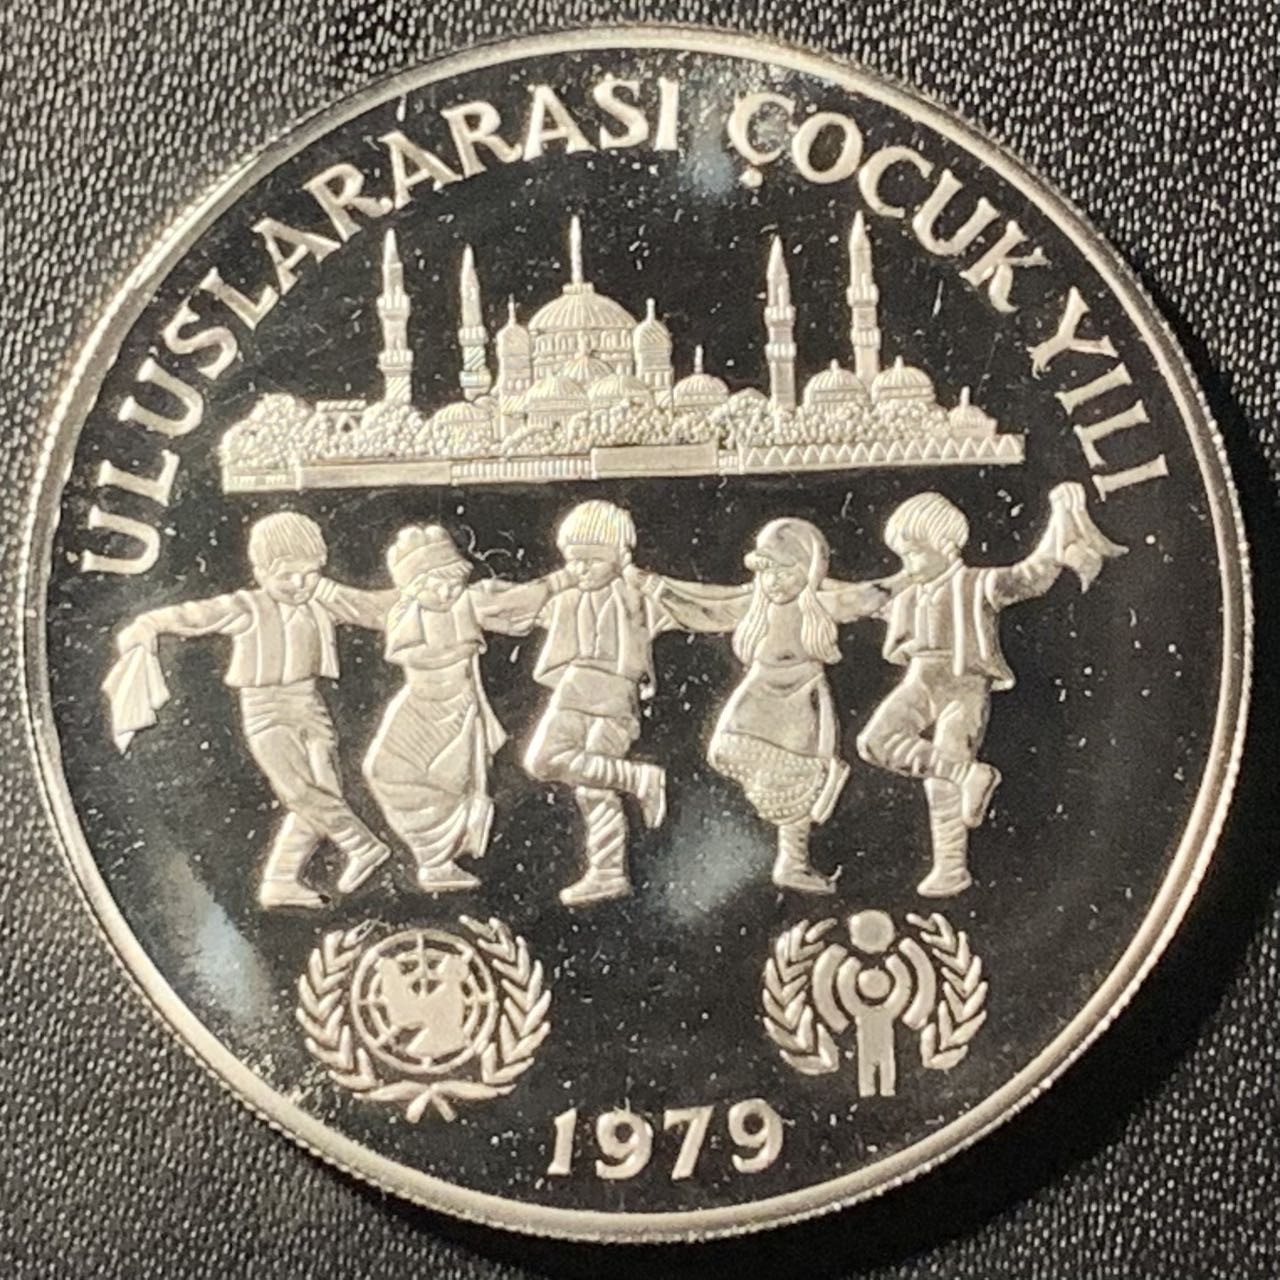 ULUSLARARASI ÇOCUK YILI
1979